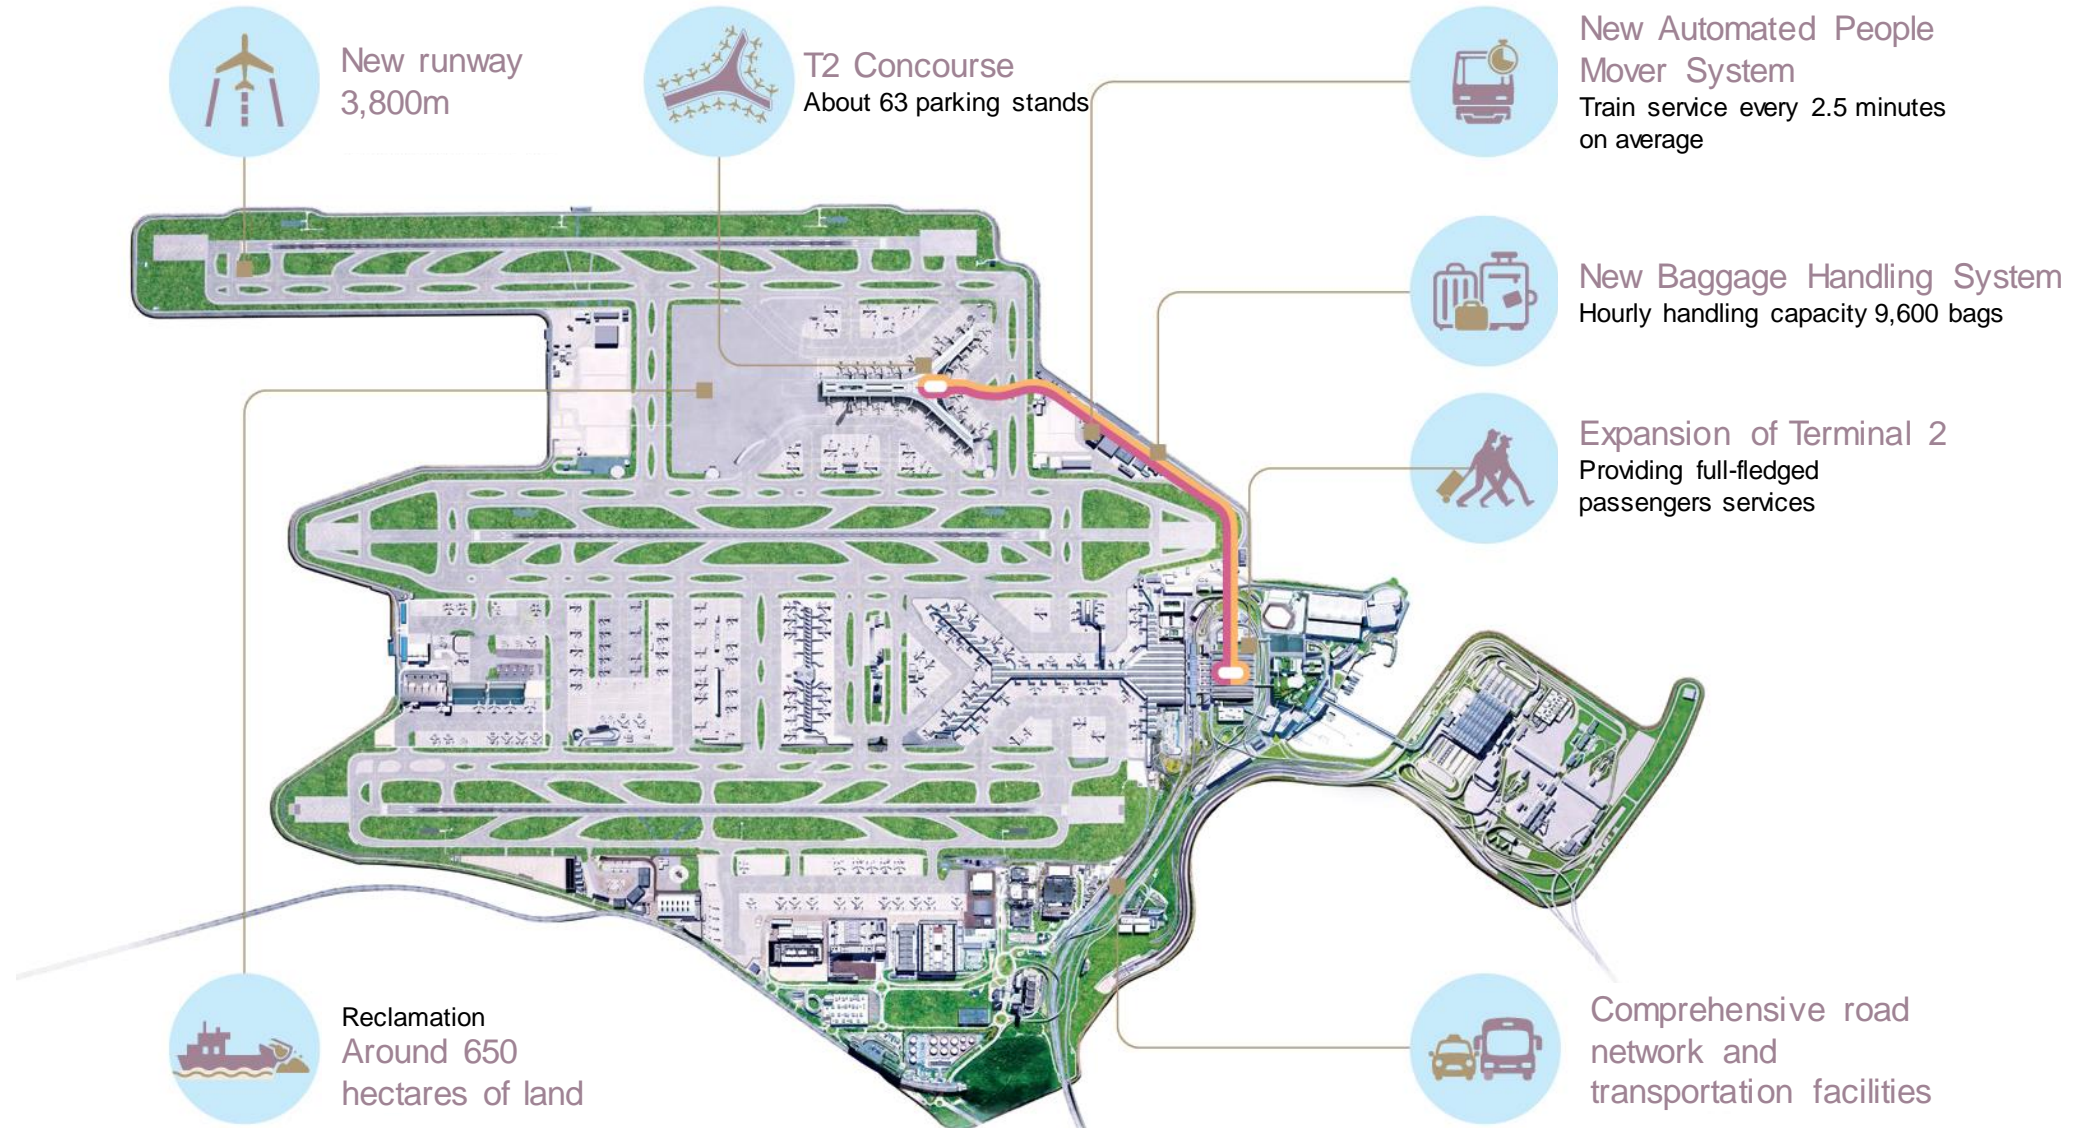 New runway
3,800m
T2 Concourse
About 63 parking stands
New Automated People
Mover System
Train service every 2.5 minutes
on average
New Baggage Handling System
Hourly handling capacity 9,600 bags
Expansion of Terminal 2
Providing full-fledged
passengers services
Reclamation
Around 650
hectares of land
Comprehensive road
network and
transportation facilities